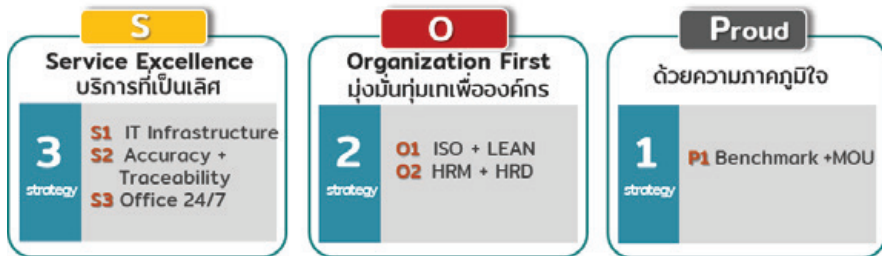 S
Service Excellence
บริการที่เป็นเลิศ
3
strategy
S1 IT Infrastructure
S2 Accuracy +
Traceability
S3 Office 24/7
O
Organization First
มุ่งมั่นทุ่มเทเพื่อองค์กร
2
strategy
O1 ISO + LEAN
O2 HRM + HRD
Proud
ด้วยความภาคภูมิใจ
1
strategy
P1 Benchmark +MOU